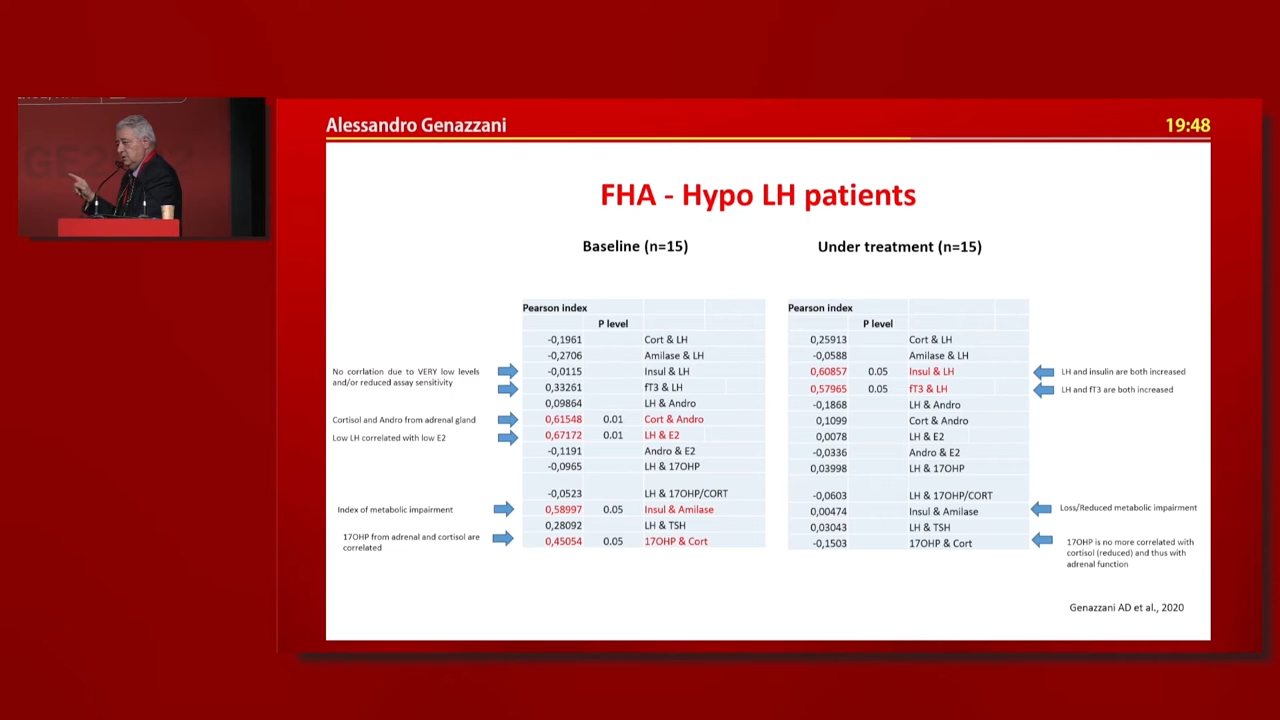 Alessandro Genazzani
19:48
FHA - Hypo LH patients
Baseline (n=15)
Under treatment (n=15)
Pearson index
P level
-0,1961 Cort & LH
-0,2706 Amilase & LH
No corrlation due to VERY low levels
and/or reduced assay sensitivity
-0,0115 Insul & LH
0,33261 fT3 & LH
0,09864 LH & Andro
Cortisol and Andro from adrenal gland
0,61548 0.01 Cort & Andro
Low LH correlated with low E2
0,67172 0.01 LH & E2
-0,1191 Andro & E2
-0,0965 LH & 17OHP
-0,0523 LH & 17OHP/CORT
Index of metabolic impairment
0,58997 0.05 Insul & Amilase
0,28092 LH & TSH
17OHP from adrenal and cortisol are
correlated
0,45054 0.05 17OHP & Cort
Pearson index
P level
0,25913 Cort & LH
-0,0588 Amilase & LH
0,60857 0.05 Insul & LH
LH and insulin are both increased
0,57965 0.05 fT3 & LH
LH and fT3 are both increased
-0,1868 LH & Andro
0,1099 Cort & Andro
0,0078 LH & E2
-0,0336 Andro & E2
0,03998 LH & 17OHP
-0,0603 LH & 17OHP/CORT
0,00474 Insul & Amilase
Loss/Reduced metabolic impairment
0,03043 LH & TSH
-0,1503 17OHP & Cort
17OHP is no more correlated with
cortisol (reduced) and thus with
adrenal function
Genazzani AD et al., 2020